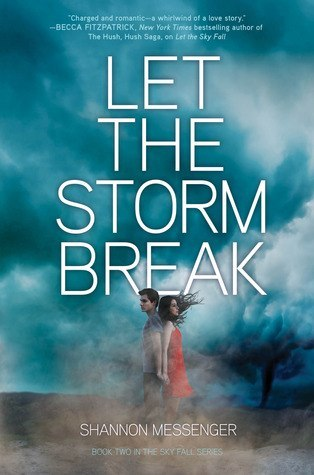 "Charged and romantic—a whirlwind of a love story."
—BECCA FITZPATRICK, New York Times bestselling author of
The Hush, Hush Saga, on Let the Sky Fall
LET
THE
STORM
BREAK
SHANNON MESSENGER
BOOK TWO IN THE SKY FALL SERIES